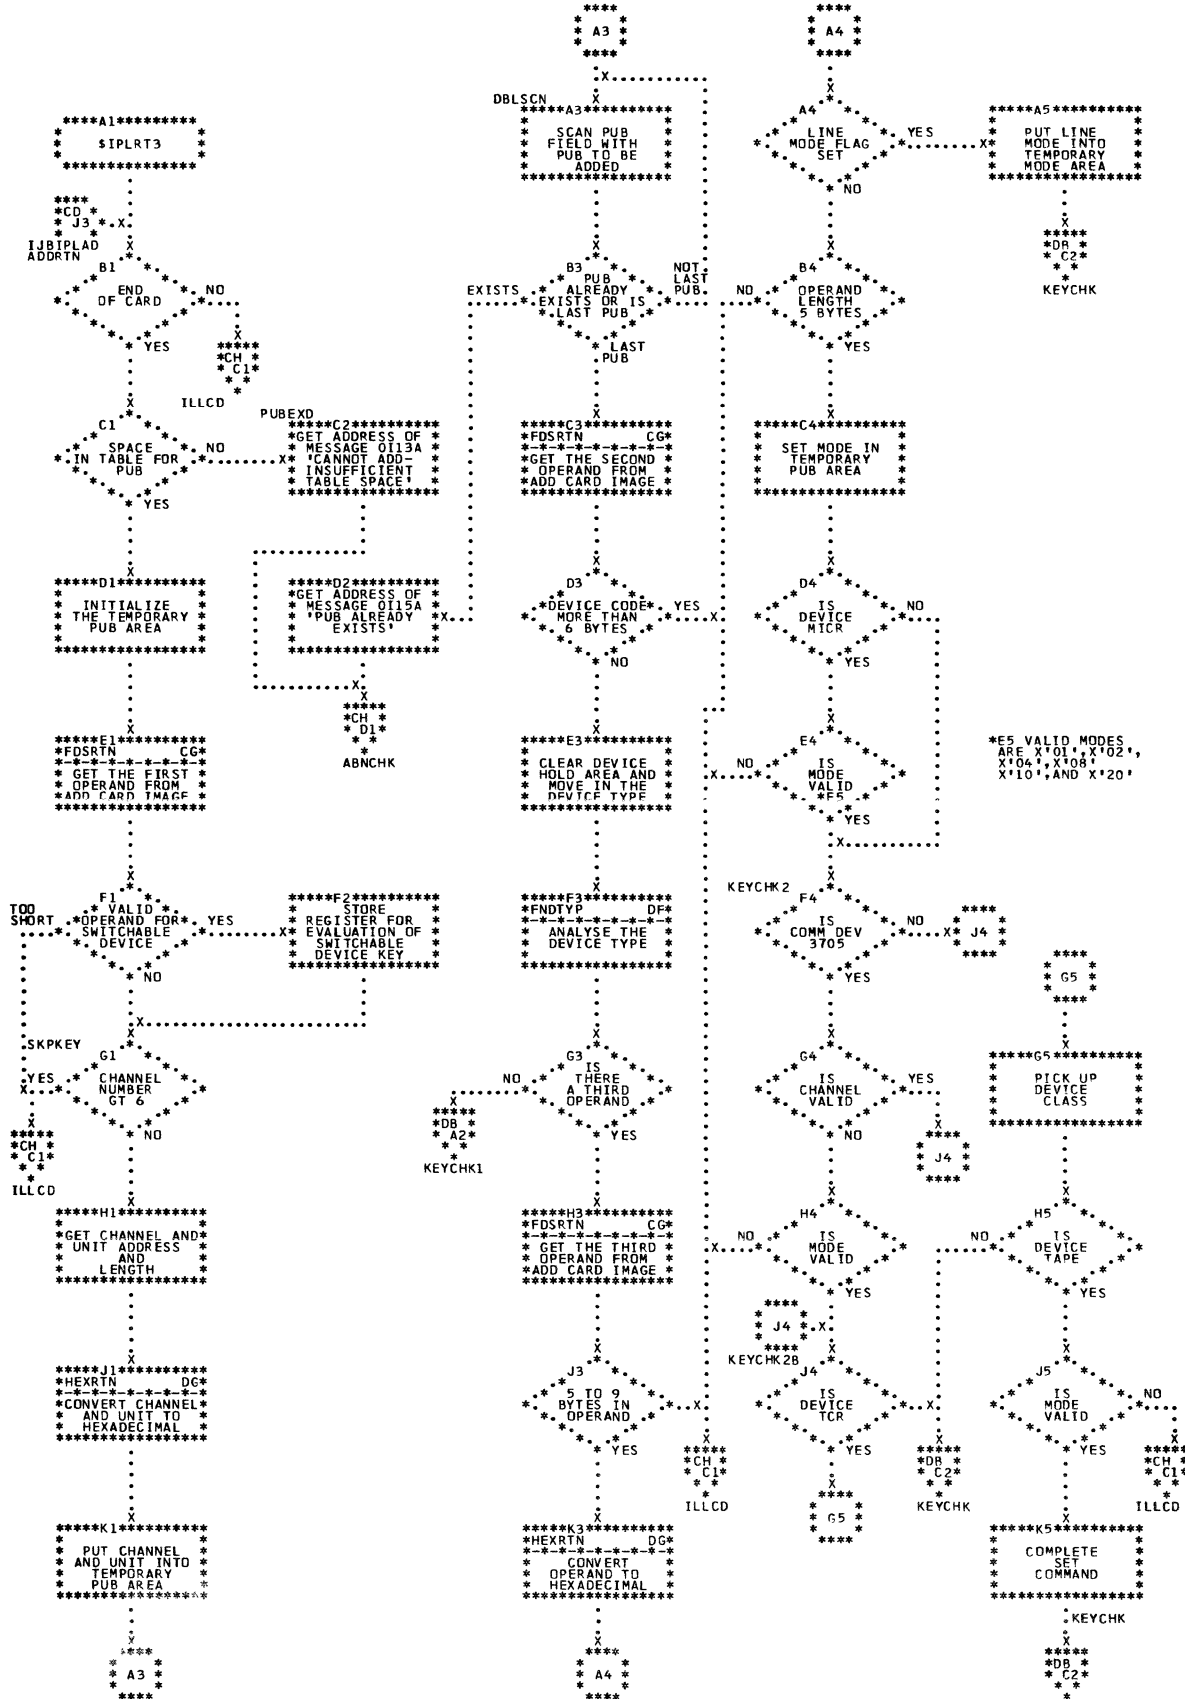 A3
A4
DBLSCN
A1
$IPLRT3
A3
SCAN PUB
FIELD WITH
PUB TO BE
ADDED
A4
LINE
MODE FLAG
SET
YES
NO
A5
PUT LINE
MODE INTO
TEMPORARY
MODE AREA
CD
J3
IJBIPLAD
ADDRTN
DB
C2
KEYCHK
B1
END
OF CARD
NO
YES
CH
C1
ILLCD
EXISTS
B3
PUB
ALREADY
EXISTS OR IS
LAST PUB
NOT
LAST
PUB
LAST
PUB
NO
B4
OPERAND
LENGTH
5 BYTES
YES
C1
SPACE
IN TABLE FOR
PUB
NO
YES
PUBEXD
C2
GET ADDRESS OF
MESSAGE 0I13A
'CANNOT ADD-
INSUFFICIENT
TABLE SPACE'
C3
FDSRTN CG
GET THE SECOND
OPERAND FROM
ADD CARD IMAGE
C4
SET MODE IN
TEMPORARY
PUB AREA
D1
INITIALIZE
THE TEMPORARY
PUB AREA
D2
GET ADDRESS OF
MESSAGE 0I15A
'PUB ALREADY
EXISTS'
D3
DEVICE CODE
MORE THAN
6 BYTES
YES
NO
D4
IS
DEVICE
MICR
NO
YES
CH
D1
ABNCHK
E1
FDSRTN CG
GET THE FIRST
OPERAND FROM
ADD CARD IMAGE
E3
CLEAR DEVICE
HOLD AREA AND
MOVE IN THE
DEVICE TYPE
NO
E4
IS
MODE
VALID
*E5
YES
*E5 VALID MODES
ARE X'01',X'02',
X'04',X'08'
X'10',AND X'20'
TOO
SHORT
F1
VALID
OPERAND FOR
SWITCHABLE
DEVICE
YES
NO
F2
STORE
REGISTER FOR
EVALUATION OF
SWITCHABLE
DEVICE KEY
F3
FNDTYP DF
ANALYSE THE
DEVICE TYPE
KEYCHK2
F4
IS
COMM DEV
3705
NO
J4
YES
G5
SKPKEY
YES
G1
CHANNEL
NUMBER
GT 6
NO
CH
C1
ILLCD
NO
G3
IS
THERE
A THIRD
OPERAND
YES
DB
A2
KEYCHK1
G4
IS
CHANNEL
VALID
YES
NO
J4
G5
PICK UP
DEVICE
CLASS
H1
GET CHANNEL AND
UNIT ADDRESS
AND
LENGTH
H3
FDSRTN CG
GET THE THIRD
OPERAND FROM
ADD CARD IMAGE
NO
H4
IS
MODE
VALID
YES
NO
H5
IS
DEVICE
TAPE
YES
J4
KEYCHK2B
J1
HEXRTN DG
CONVERT CHANNEL
AND UNIT TO
HEXADECIMAL
J3
5 TO 9
BYTES IN
OPERAND
YES
CH
C1
ILLCD
J4
IS
DEVICE
TCR
YES
DB
C2
KEYCHK
J5
IS
MODE
VALID
NO
YES
CH
C1
ILLCD
G5
K1
PUT CHANNEL
AND UNIT INTO
TEMPORARY
PUB AREA
K3
HEXRTN DG
CONVERT
OPERAND TO
HEXADECIMAL
K5
COMPLETE
SET
COMMAND
KEYCHK
A3
A4
DB
C2